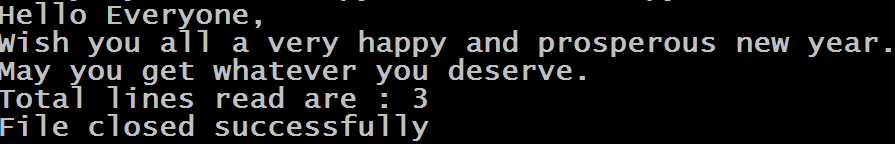 Hello Everyone,
Wish you all a very happy and prosperous new year.
May you get whatever you deserve.
Total lines read are : 3
File closed successfully